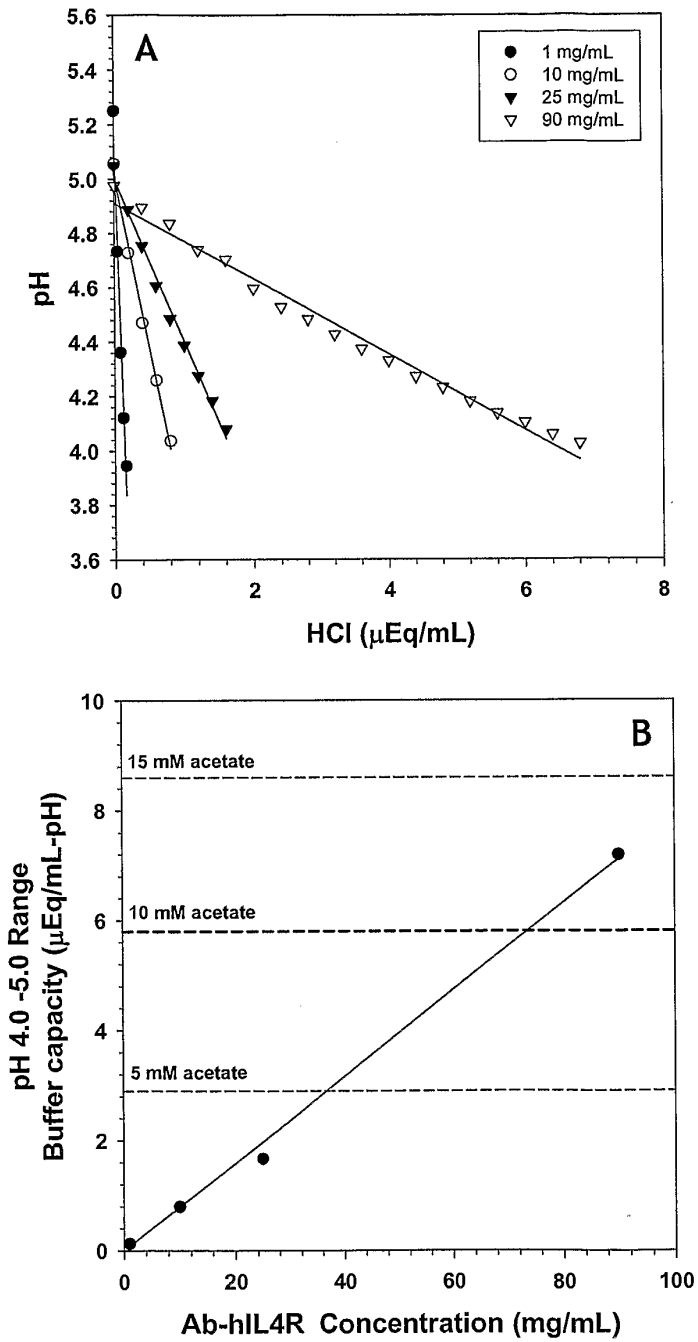 A
5.6
5.4
5.2
5.0
4.8
4.6
4.4
4.2
4.0
3.8
3.6
pH
1 mg/mL
10 mg/mL
25 mg/mL
90 mg/mL
0 2 4 6 8
HCl (μEq/mL)
B
10
8
6
4
2
0
pH 4.0 -5.0 Range
Buffer capacity (μEq/mL-pH)
15 mM acetate
10 mM acetate
5 mM acetate
0 20 40 60 80 100
Ab-hIL4R Concentration (mg/mL)